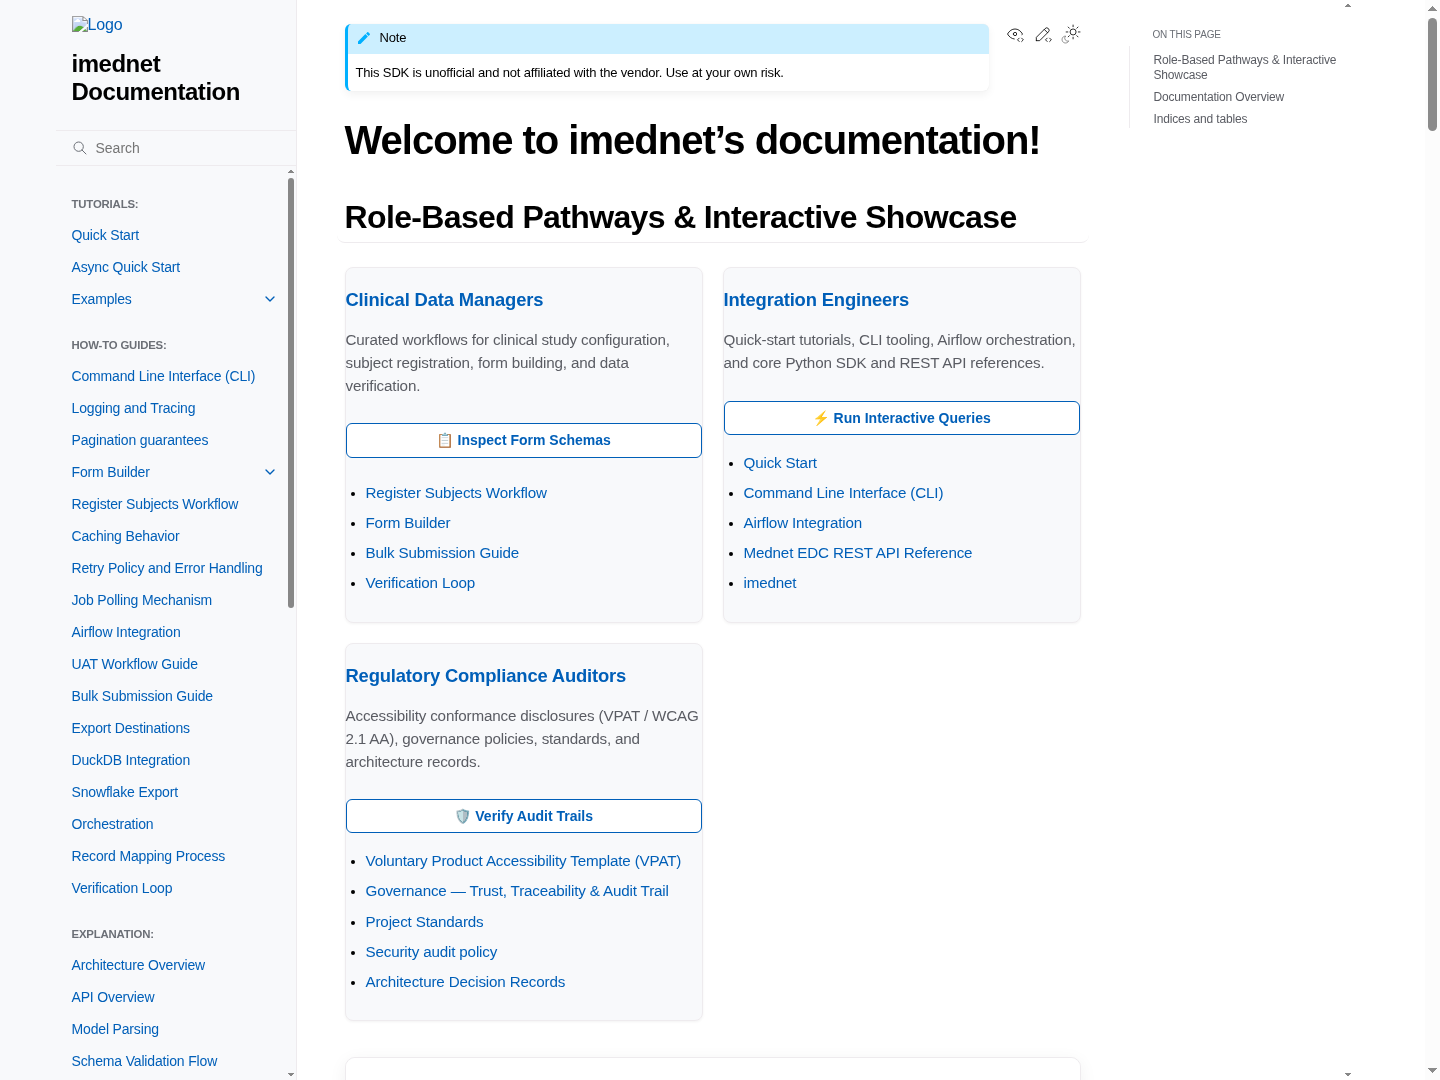 Logo
imednet
Documentation
Search
TUTORIALS:
Quick Start
Async Quick Start
Examples
HOW-TO GUIDES:
Command Line Interface (CLI)
Logging and Tracing
Pagination guarantees
Form Builder
Register Subjects Workflow
Caching Behavior
Retry Policy and Error Handling
Job Polling Mechanism
Airflow Integration
UAT Workflow Guide
Bulk Submission Guide
Export Destinations
DuckDB Integration
Snowflake Export
Orchestration
Record Mapping Process
Verification Loop
EXPLANATION:
Architecture Overview
API Overview
Model Parsing
Schema Validation Flow
Note
This SDK is unofficial and not affiliated with the vendor. Use at your own risk.
Welcome to imednet’s documentation!
Role-Based Pathways & Interactive Showcase
Clinical Data Managers
Curated workflows for clinical study configuration,
subject registration, form building, and data
verification.
📋 Inspect Form Schemas
Register Subjects Workflow
Form Builder
Bulk Submission Guide
Verification Loop
Integration Engineers
Quick-start tutorials, CLI tooling, Airflow orchestration,
and core Python SDK and REST API references.
⚡ Run Interactive Queries
Quick Start
Command Line Interface (CLI)
Airflow Integration
Mednet EDC REST API Reference
imednet
Regulatory Compliance Auditors
Accessibility conformance disclosures (VPAT / WCAG
2.1 AA), governance policies, standards, and
architecture records.
🛡️ Verify Audit Trails
Voluntary Product Accessibility Template (VPAT)
Governance — Trust, Traceability & Audit Trail
Project Standards
Security audit policy
Architecture Decision Records
ON THIS PAGE
Role-Based Pathways & Interactive
Showcase
Documentation Overview
Indices and tables